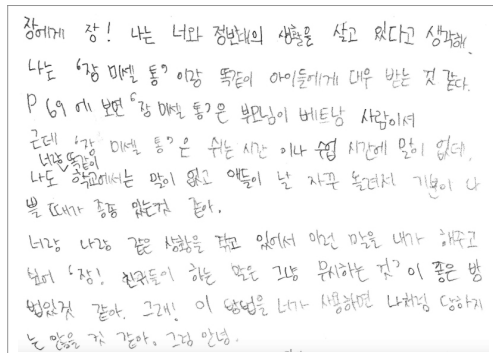 장에게 장! 나는 너와 정반대의 생활을 살고 있다고 생각해.
나도 '장 미셸 통'이랑 똑같이 아이들에게 대우 받는 것 같다.
P 69 에 보면 '장 미셸 통'은 부모님이 베트남 사람이셔
근데 '장 미셸 통'은 쉬는 시간 이나 수업 시간에 말이 없데.
너랑 똑같이
나도 학교에서는 말이 없고 애들이 날 자꾸 놀려서 기분이 나
쁠 때가 종종 있는것 같아.
너랑 나랑 같은 생황을 작고 있어서 이런 말을 내가 해주고
싶어 '장! 친구들이 하는 말은 그냥 무시하는 것'이 좋은 방
법있것 같아. 그래! 이 방법을 너가 사용하면 나처럼 당하지
는 않을 것 같아. 그럼 안녕.